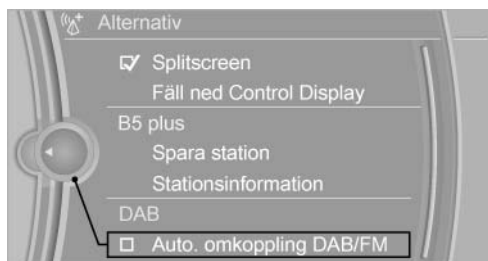 Alternativ
Splitscreen
Fäll ned Control Display
B5 plus
Spara station
Stationsinformation
DAB
Auto. omkoppling DAB/FM